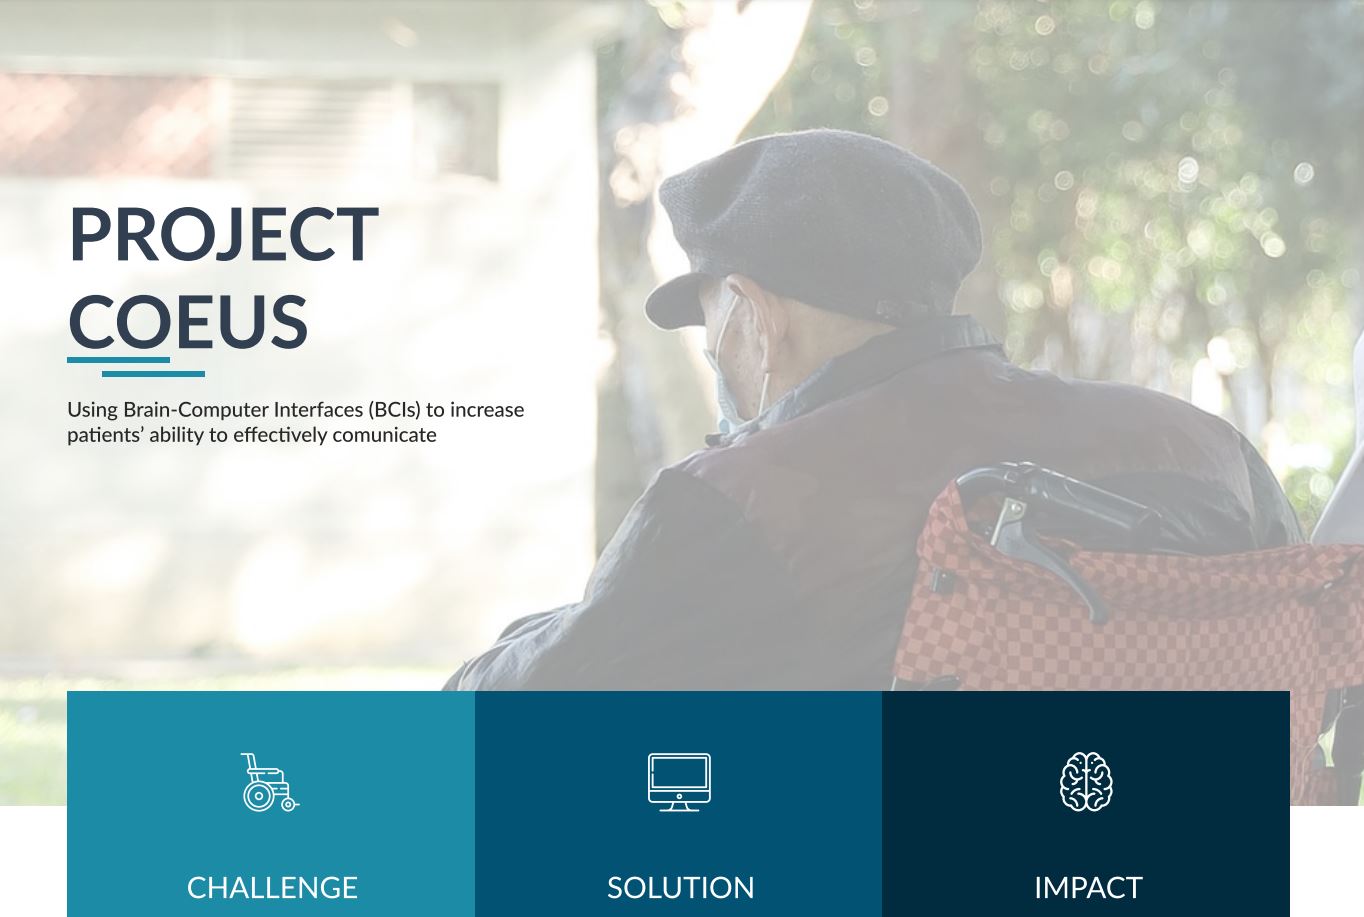 PROJECT
COEUS
Using Brain-Computer Interfaces (BCIs) to increase
patients’ ability to effectively comunicate
CHALLENGE
SOLUTION
IMPACT